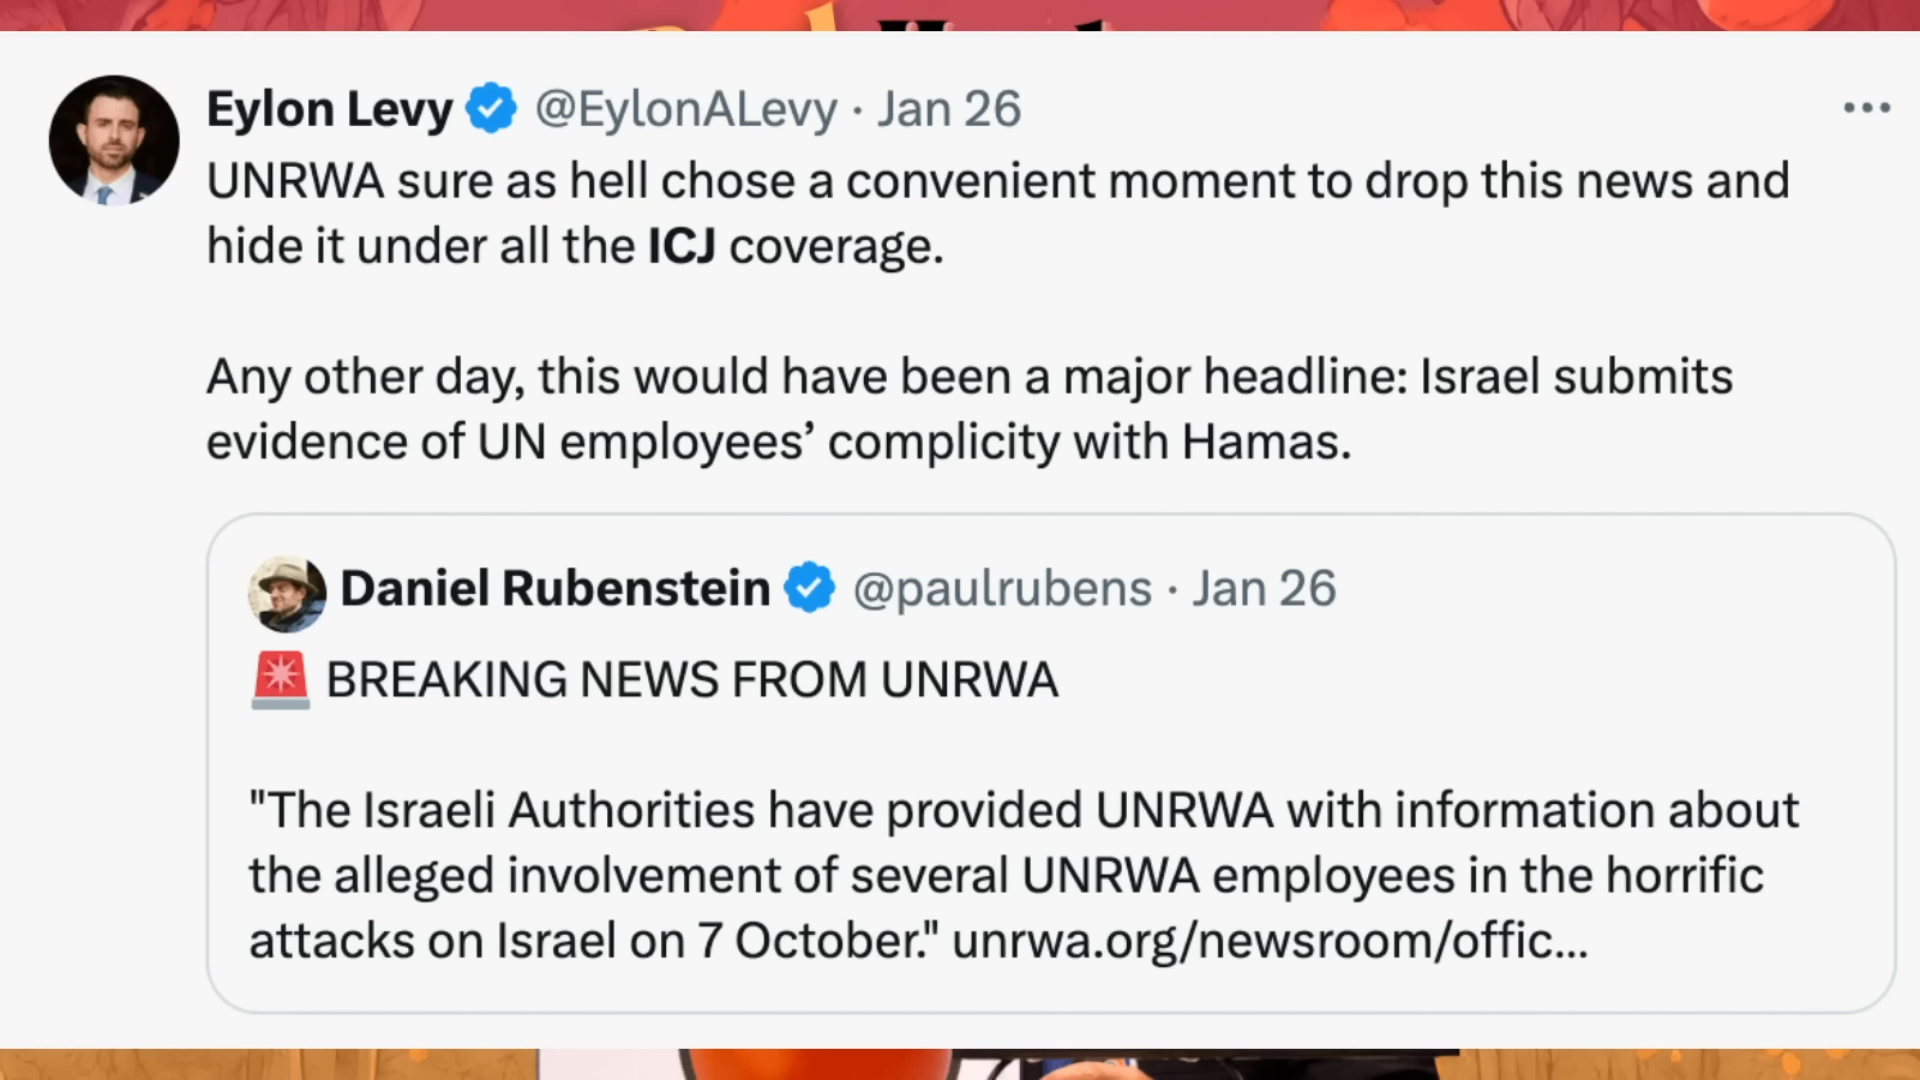 Eylon Levy @EylonALevy · Jan 26
UNRWA sure as hell chose a convenient moment to drop this news and
hide it under all the ICJ coverage.
Any other day, this would have been a major headline: Israel submits
evidence of UN employees’ complicity with Hamas.
Daniel Rubenstein @paulrubens · Jan 26
🚨 BREAKING NEWS FROM UNRWA
"The Israeli Authorities have provided UNRWA with information about
the alleged involvement of several UNRWA employees in the horrific
attacks on Israel on 7 October." unrwa.org/newsroom/offic...